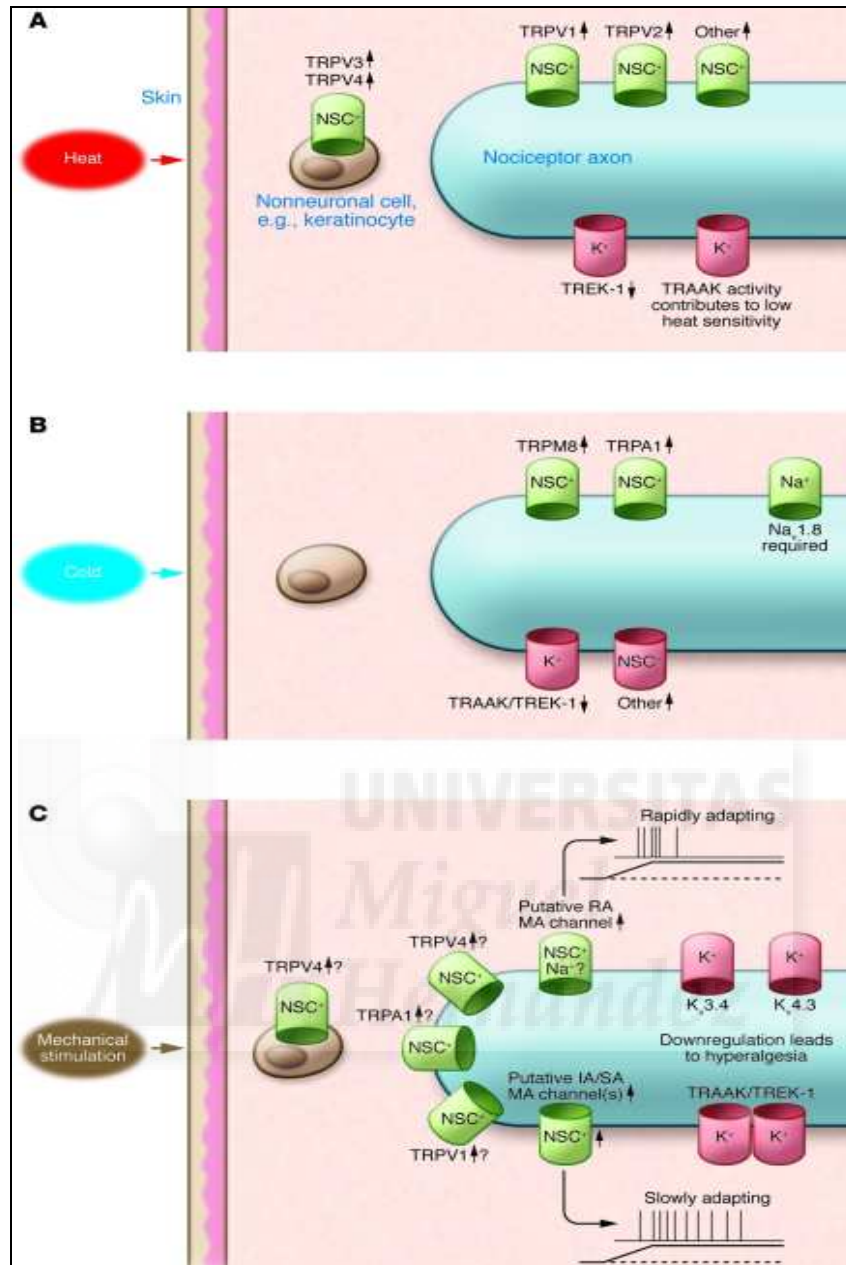 A
TRPV1 TRPV2 Other
TRPV3
TRPV4
NSC⁺ NSC⁺ NSC⁺
Skin
NSC⁺
Heat
Nociceptor axon
Nonneuronal cell,
e.g., keratinocyte
K⁺ K⁺
TREK-1 TRAAK activity
contributes to low
heat sensitivity
B
TRPM8 TRPA1
NSC⁺ NSC⁺ Na⁺
Naᵥ1.8
required
Cold
K⁺ NSC⁺
TRAAK/TREK-1 Other
UNIVERSITAS
Miguel
Hernández
C
Rapidly adapting
Putative RA
MA channel
TRPV4 ?
TRPV4 ?
NSC⁺
Na⁺?
K⁺ K⁺
NSC⁺
NSC⁺
Kᵥ3.4 Kᵥ4.3
TRPA1 ?
Mechanical
stimulation
NSC⁺
Downregulation leads
to hyperalgesia
Putative IA/SA
MA channel(s)
TRAAK/TREK-1
NSC⁺
NSC⁺
K⁺ K⁺
TRPV1 ?
Slowly adapting